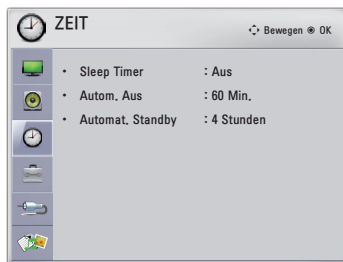 ZEIT
Bewegen ◉ OK
• Sleep Timer : Aus
• Autom. Aus : 60 Min.
• Automat. Standby : 4 Stunden